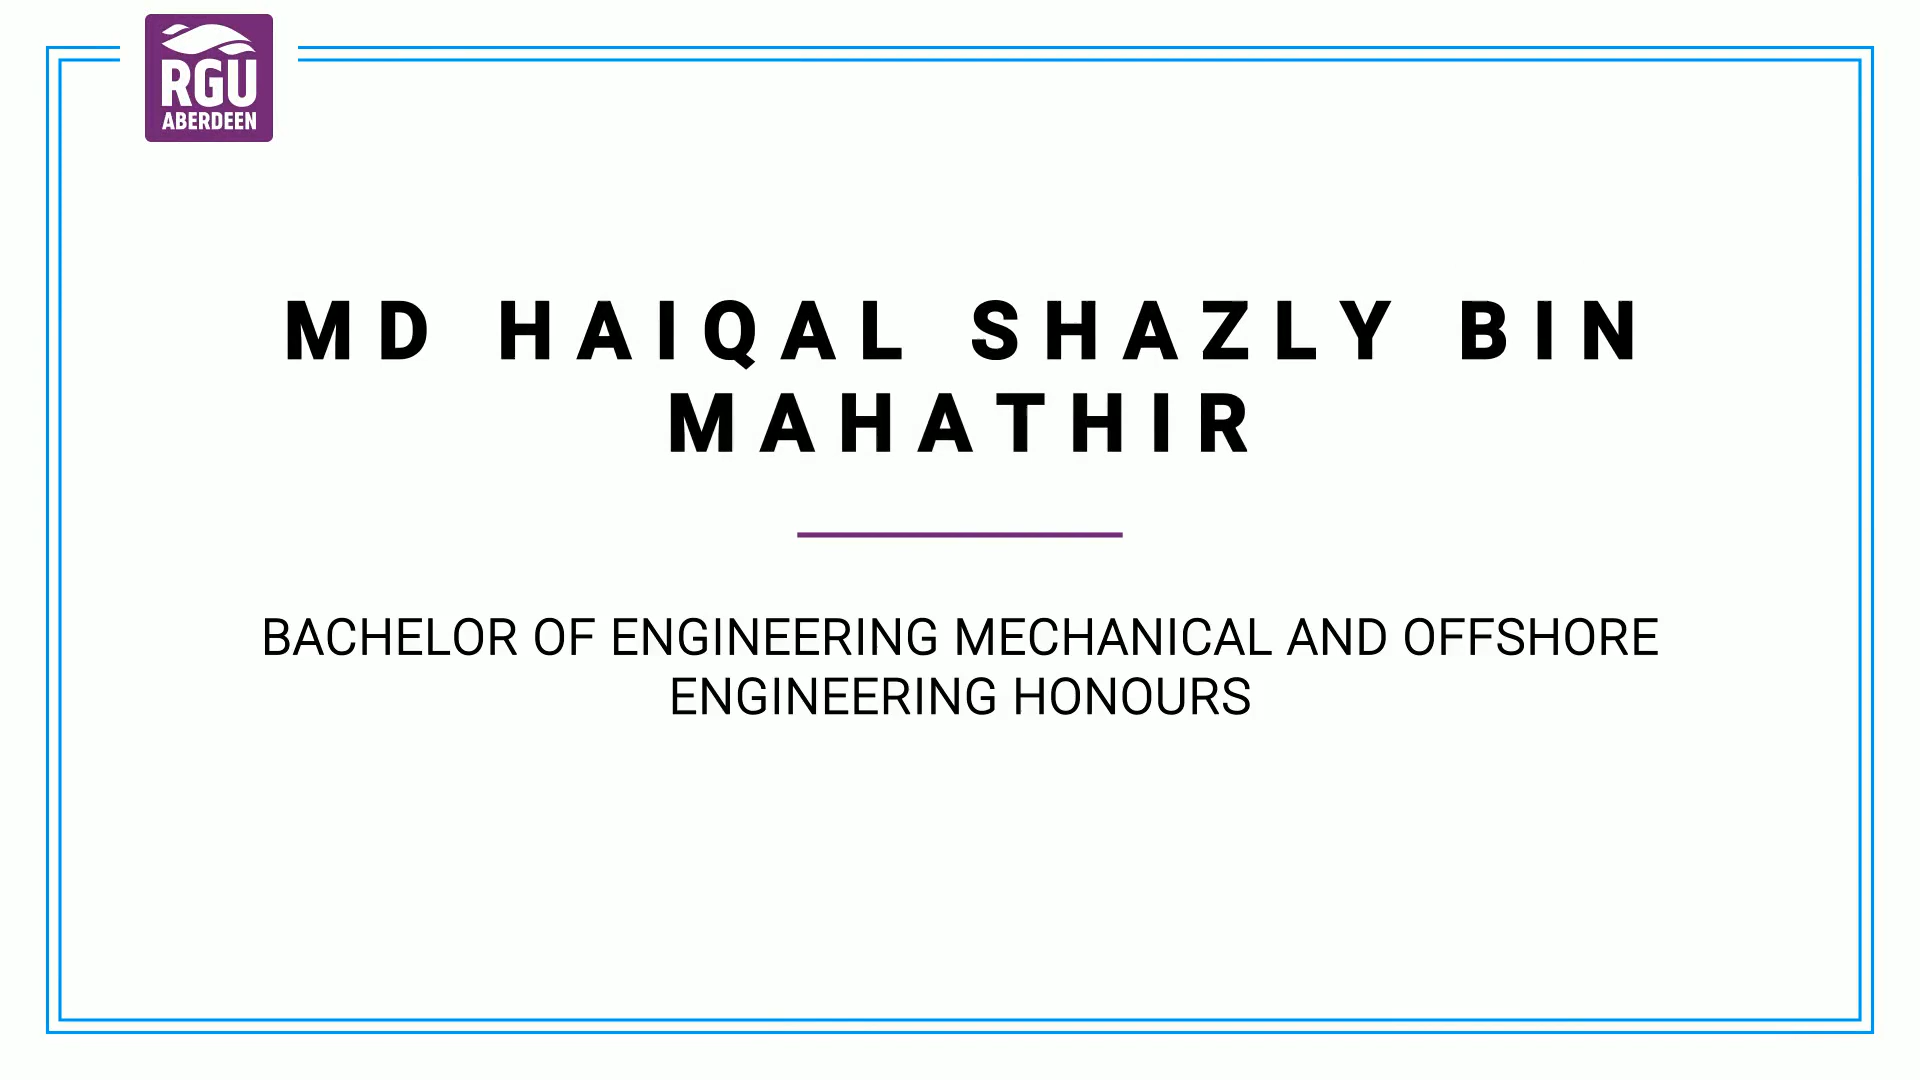 RGU
ABERDEEN
MD HAIQAL SHAZLY BIN
MAHATHIR
BACHELOR OF ENGINEERING MECHANICAL AND OFFSHORE
ENGINEERING HONOURS